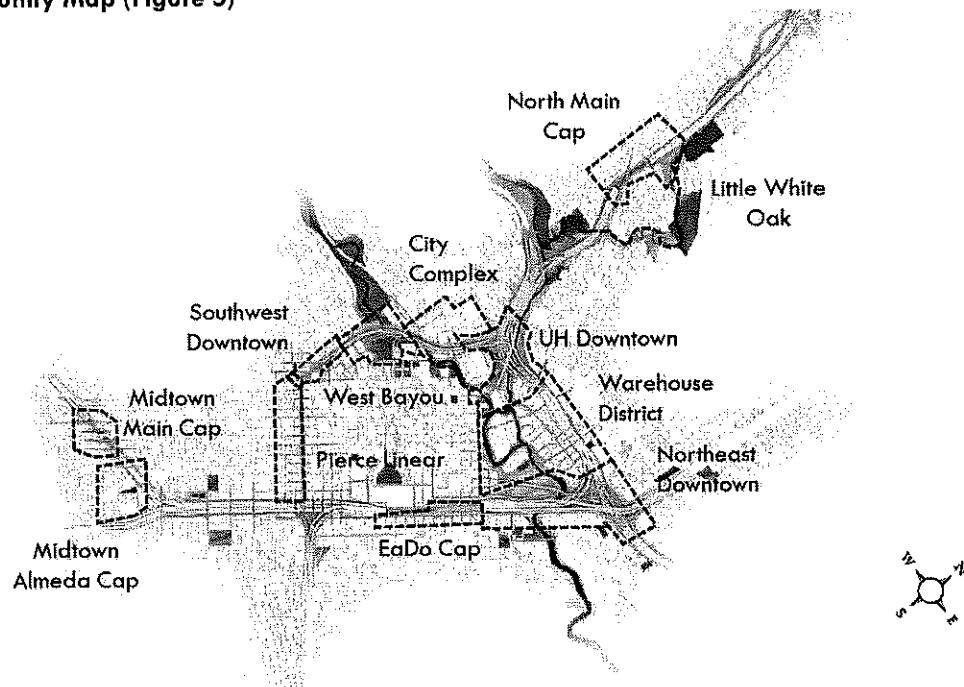 Map (Figure 5)
North Main
Cap
Little White
Oak
City
Complex
Southwest
Downtown
UH Downtown
Warehouse
District
West Bayou
Midtown
Main Cap
Pierce Linear
Northeast
Downtown
EaDo Cap
Midtown
Almeda Cap
W
N
S
E